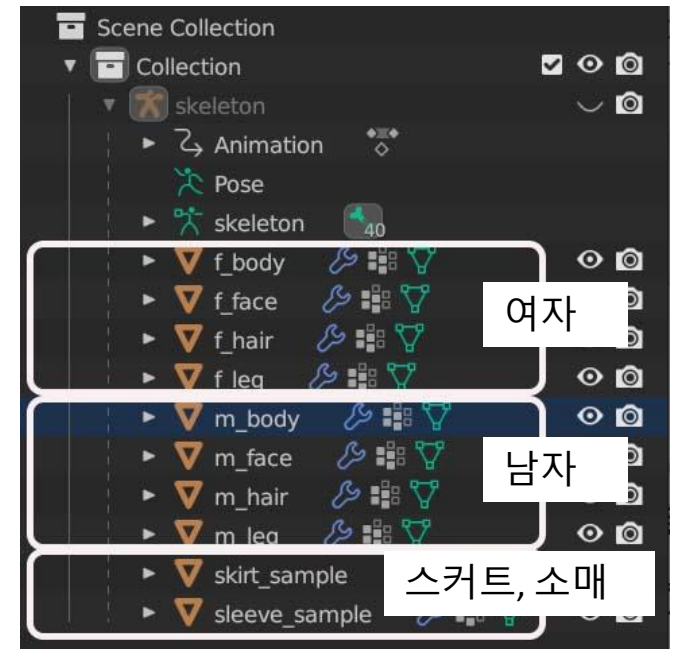 Scene Collection
Collection
skeleton
Animation
Pose
skeleton 40
f_body
f_face
여자
f_hair
f_leg
m_body
m_face
남자
m_hair
m_leg
skirt_sample
스커트, 소매
sleeve_sample